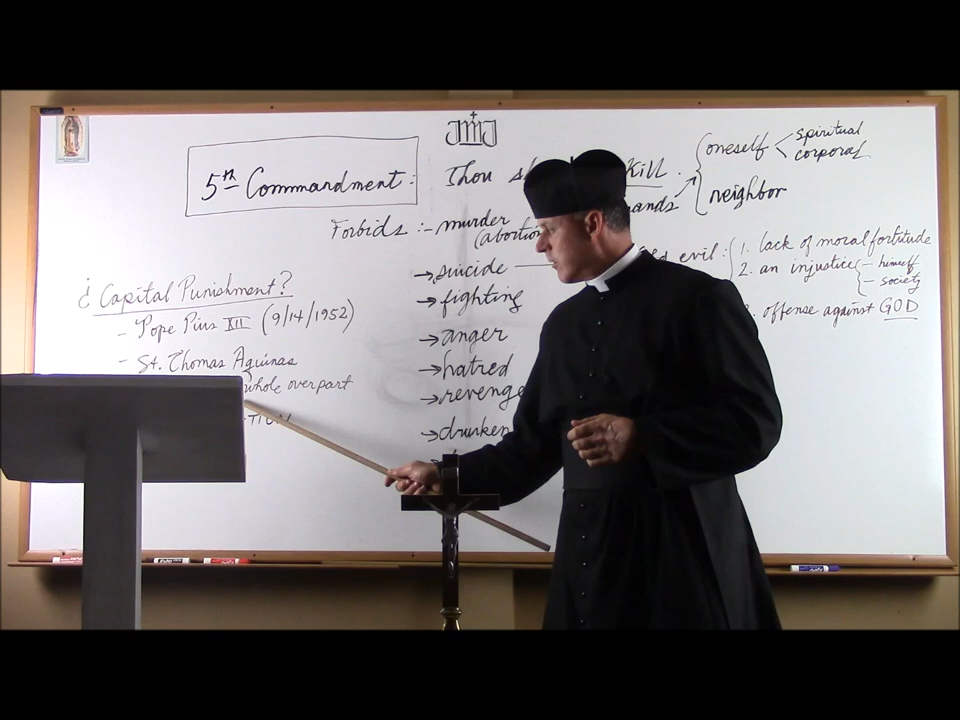 5th Commandment:
Thou Kill.
oneself
spiritual
corporal
neighbor
Forbids:- murder
(abortion
→suicide
→fighting
→anger
→hatred
→revenge
→drunken
evil:
1. lack of moral fortitude
2. an injustice
- himself
- society
offense against GOD
¿ Capital Punishment?
- Pope Pius XII (9/14/1952)
- St. Thomas Aquinas
whole over part